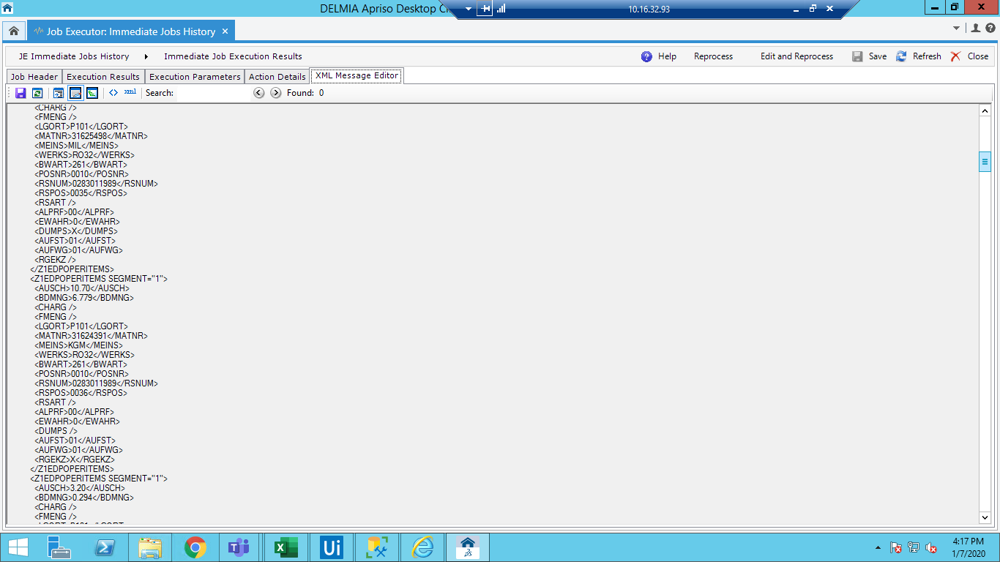 DELMIA Apriso Desktop Cl
10.16.32.93
Job Executor: Immediate Jobs History ×
JE Immediate Jobs History
Immediate Job Execution Results
Help
Reprocess
Edit and Reprocess
Save
Refresh
Close
Job Header
Execution Results
Execution Parameters
Action Details
XML Message Editor
xml
Search:
Found: 0
<CHARG />
<FMENG />
<LGORT>P101</LGORT>
<MATNR>31625498</MATNR>
<MEINS>MIL</MEINS>
<WERKS>RO32</WERKS>
<BWART>261</BWART>
<POSNR>0010</POSNR>
<RSNUM>0283011989</RSNUM>
<RSPOS>0035</RSPOS>
<RSART />
<ALPRF>00</ALPRF>
<EWAHR>0</EWAHR>
<DUMPS>X</DUMPS>
<AUFST>01</AUFST>
<AUFWG>01</AUFWG>
<RGEKZ />
</Z1EDPOPERITEMS>
<Z1EDPOPERITEMS SEGMENT="1">
<AUSCH>10.70</AUSCH>
<BDMNG>6.779</BDMNG>
<CHARG />
<FMENG />
<LGORT>P101</LGORT>
<MATNR>31624391</MATNR>
<MEINS>KGM</MEINS>
<WERKS>RO32</WERKS>
<BWART>261</BWART>
<POSNR>0010</POSNR>
<RSNUM>0283011989</RSNUM>
<RSPOS>0036</RSPOS>
<RSART />
<ALPRF>00</ALPRF>
<EWAHR>0</EWAHR>
<DUMPS />
<AUFST>01</AUFST>
<AUFWG>01</AUFWG>
<RGEKZ>X</RGEKZ>
</Z1EDPOPERITEMS>
<Z1EDPOPERITEMS SEGMENT="1">
<AUSCH>3.20</AUSCH>
<BDMNG>0.294</BDMNG>
<CHARG />
<FMENG />
Ui
4:17 PM
1/7/2020